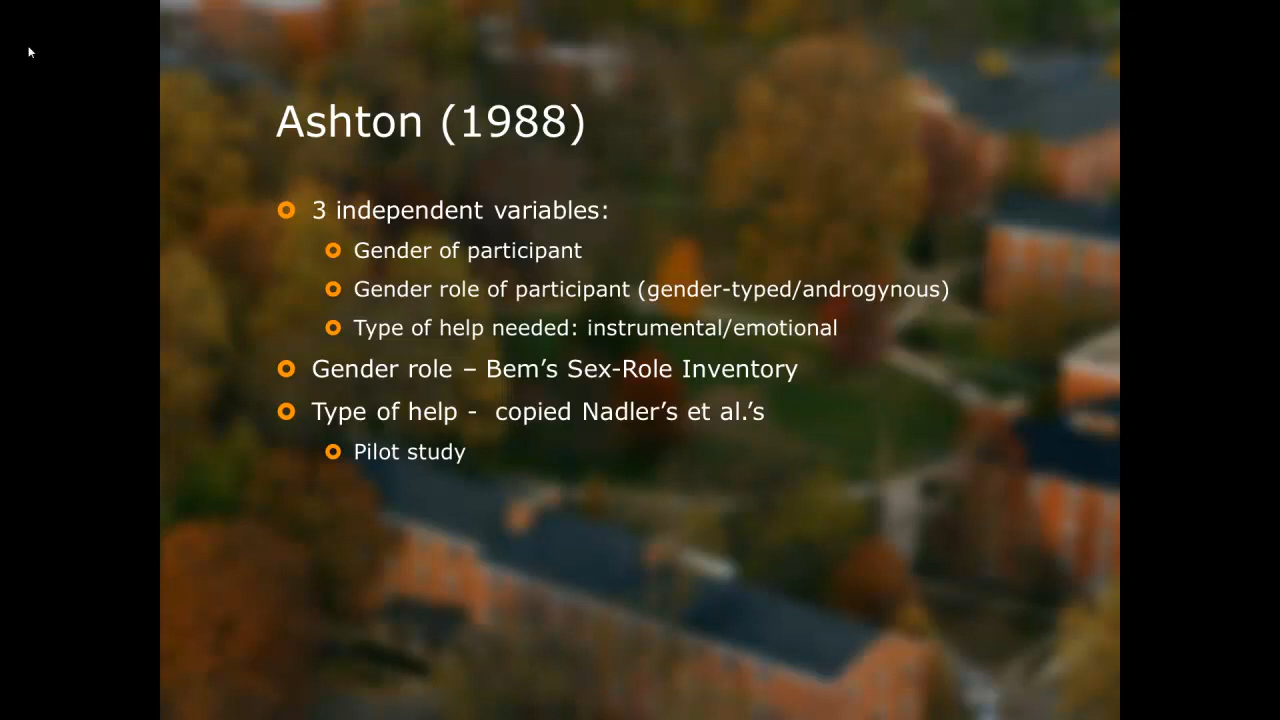 Ashton (1988)
3 independent variables:
Gender of participant
Gender role of participant (gender-typed/androgynous)
Type of help needed: instrumental/emotional
Gender role – Bem’s Sex-Role Inventory
Type of help -  copied Nadler’s et al.’s
Pilot study